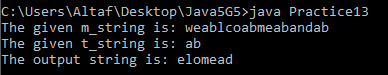 C:\Users\Altaf\Desktop\Java5G5>java Practice13
The given m_string is: weablcoabmeabandab
The given t_string is: ab
The output string is: elomead